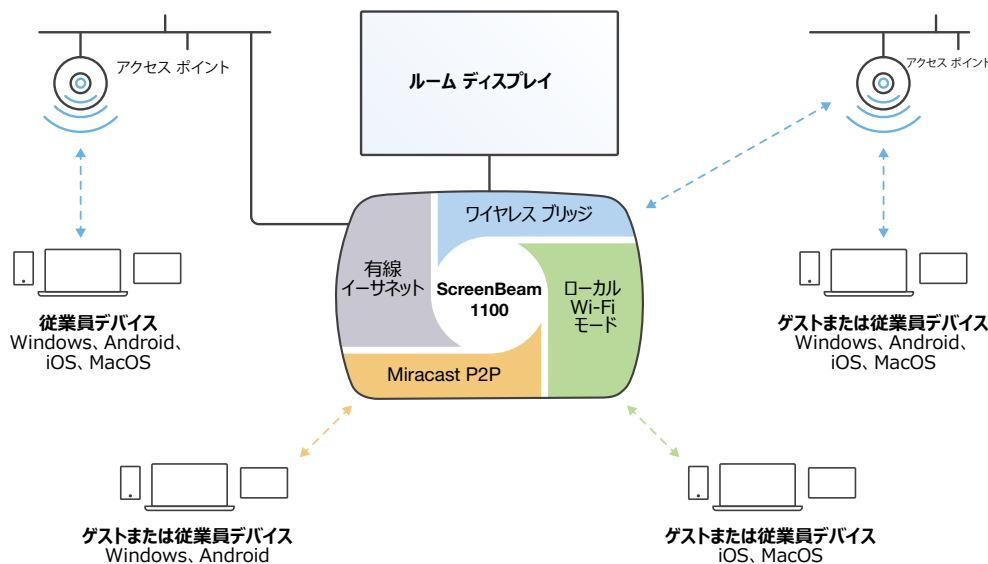 アクセス ポイント
ルーム ディスプレイ
アクセス ポイント
ワイヤレス ブリッジ
有線
イーサネット
ScreenBeam
1100
ローカル
Wi-Fi
モード
Miracast P2P
従業員デバイス
Windows、Android、
iOS、MacOS
ゲストまたは従業員デバイス
Windows、Android、
iOS、MacOS
ゲストまたは従業員デバイス
Windows、Android
ゲストまたは従業員デバイス
iOS、MacOS